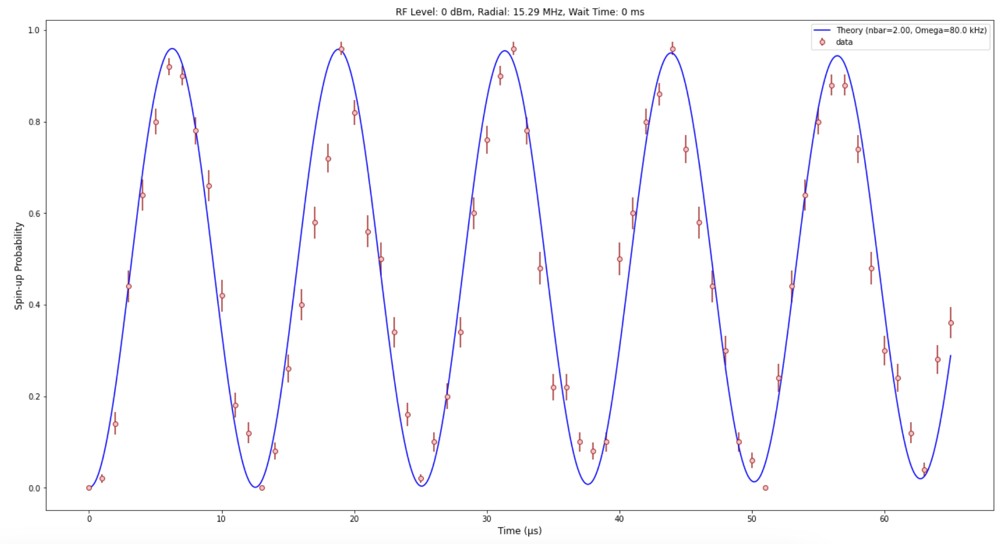 RF Level: 0 dBm, Radial: 15.29 MHz, Wait Time: 0 ms
Theory (nbar=2.00, Omega=80.0 kHz)
data
Spin-up Probability
1.0
0.8
0.6
0.4
0.2
0.0
0 10 20 30 40 50 60
Time (μs)